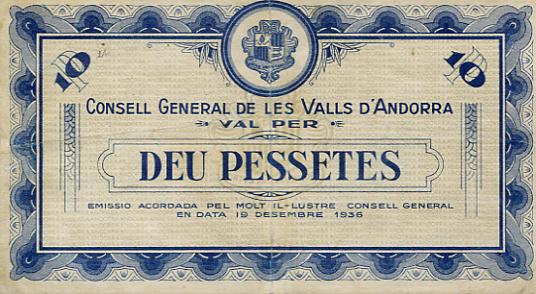 10 P
10 P
CONSELL GENERAL DE LES VALLS D'ANDORRA
VAL PER
DEU PESSETES
EMISSIO ACORDADA PEL MOLT IL-LUSTRE CONSELL GENERAL
EN DATA 19 DESEMBRE 1936